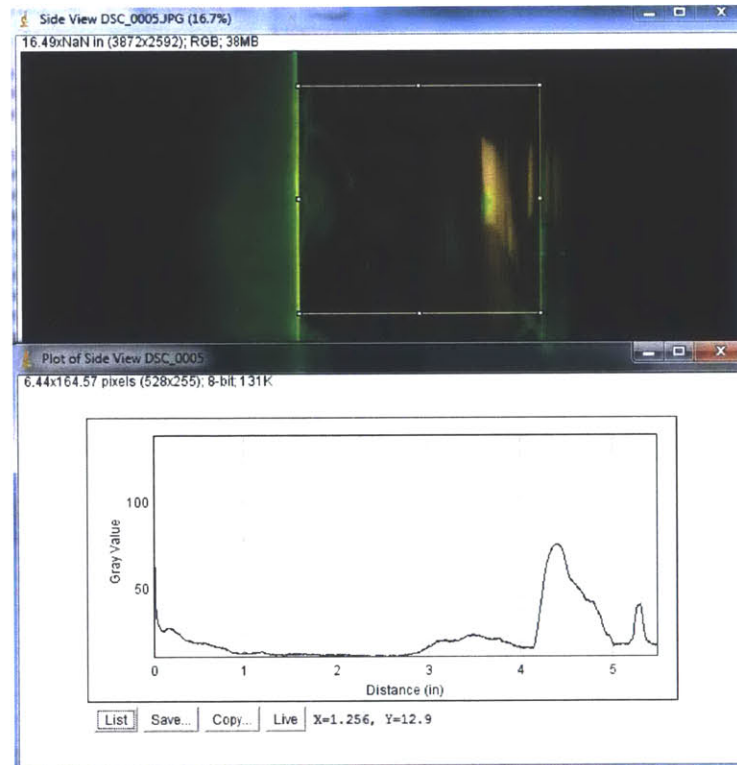 Side View DSC_0005.JPG (16.7%)
16.49xNaN in (3872x2592); RGB; 38MB
Plot of Side View DSC_0005
6.44x164.57 pixels (528x255); 8-bit; 131K
100
50
Gray Value
0 1 2 3 4 5
Distance (in)
List Save... Copy... Live X=1.256, Y=12.9